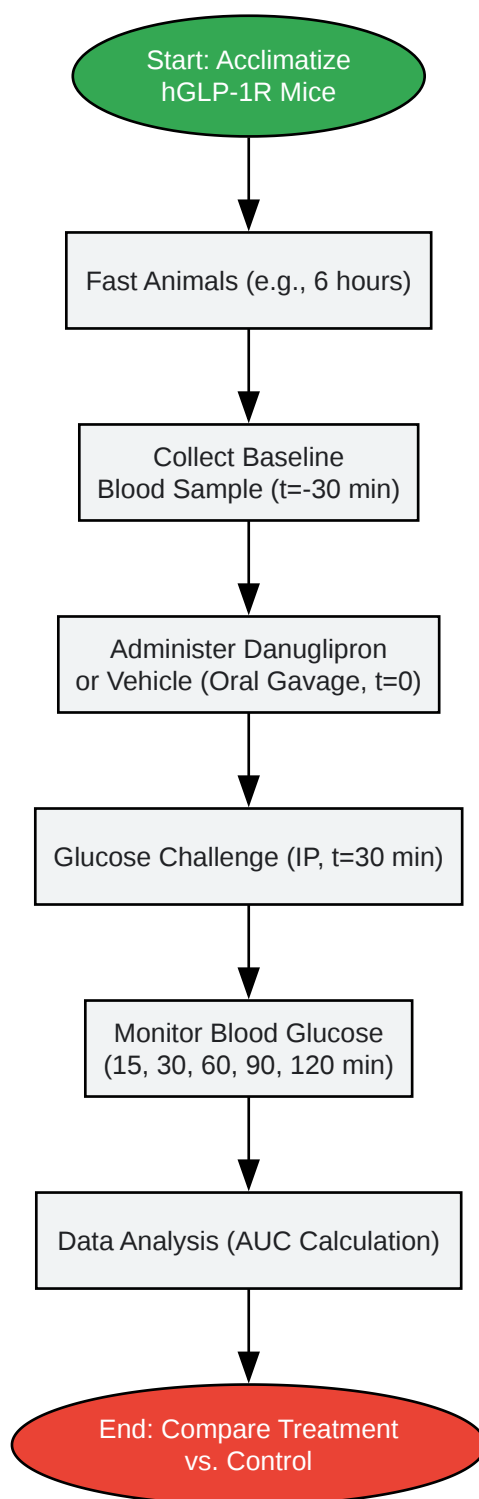 Start: Acclimatize
hGLP-1R Mice
Fast Animals (e.g., 6 hours)
Collect Baseline
Blood Sample (t=-30 min)
Administer Danuglipron
or Vehicle (Oral Gavage, t=0)
Glucose Challenge (IP, t=30 min)
Monitor Blood Glucose
(15, 30, 60, 90, 120 min)
Data Analysis (AUC Calculation)
End: Compare Treatment
vs. Control